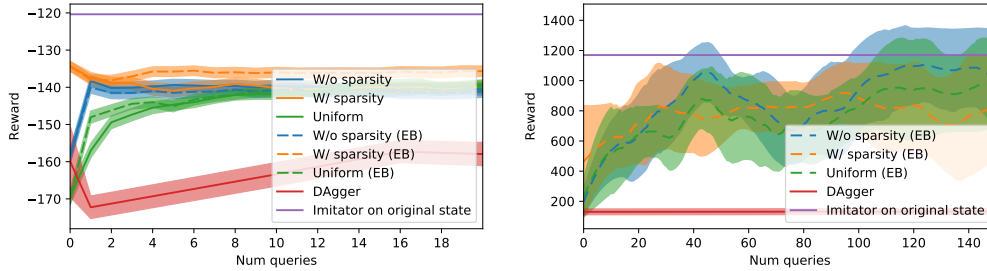 −120
−130
−140
−150
−160
−170
Reward
0 2 4 6 8 10 12 14 16 18
Num queries
W/o sparsity
W/ sparsity
Uniform
W/o sparsity (EB)
W/ sparsity (EB)
Uniform (EB)
DAgger
Imitator on original state
1400
1200
1000
800
600
400
200
Reward
0 20 40 60 80 100 120 140
Num queries
W/o sparsity (EB)
W/ sparsity (EB)
Uniform (EB)
DAgger
Imitator on original state